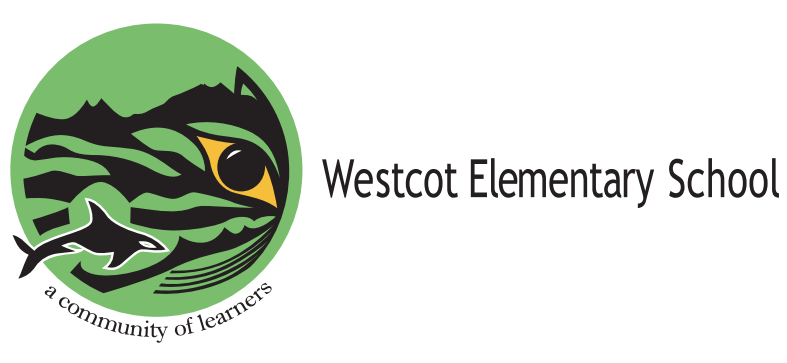 Westcot Elementary School
a community of learners